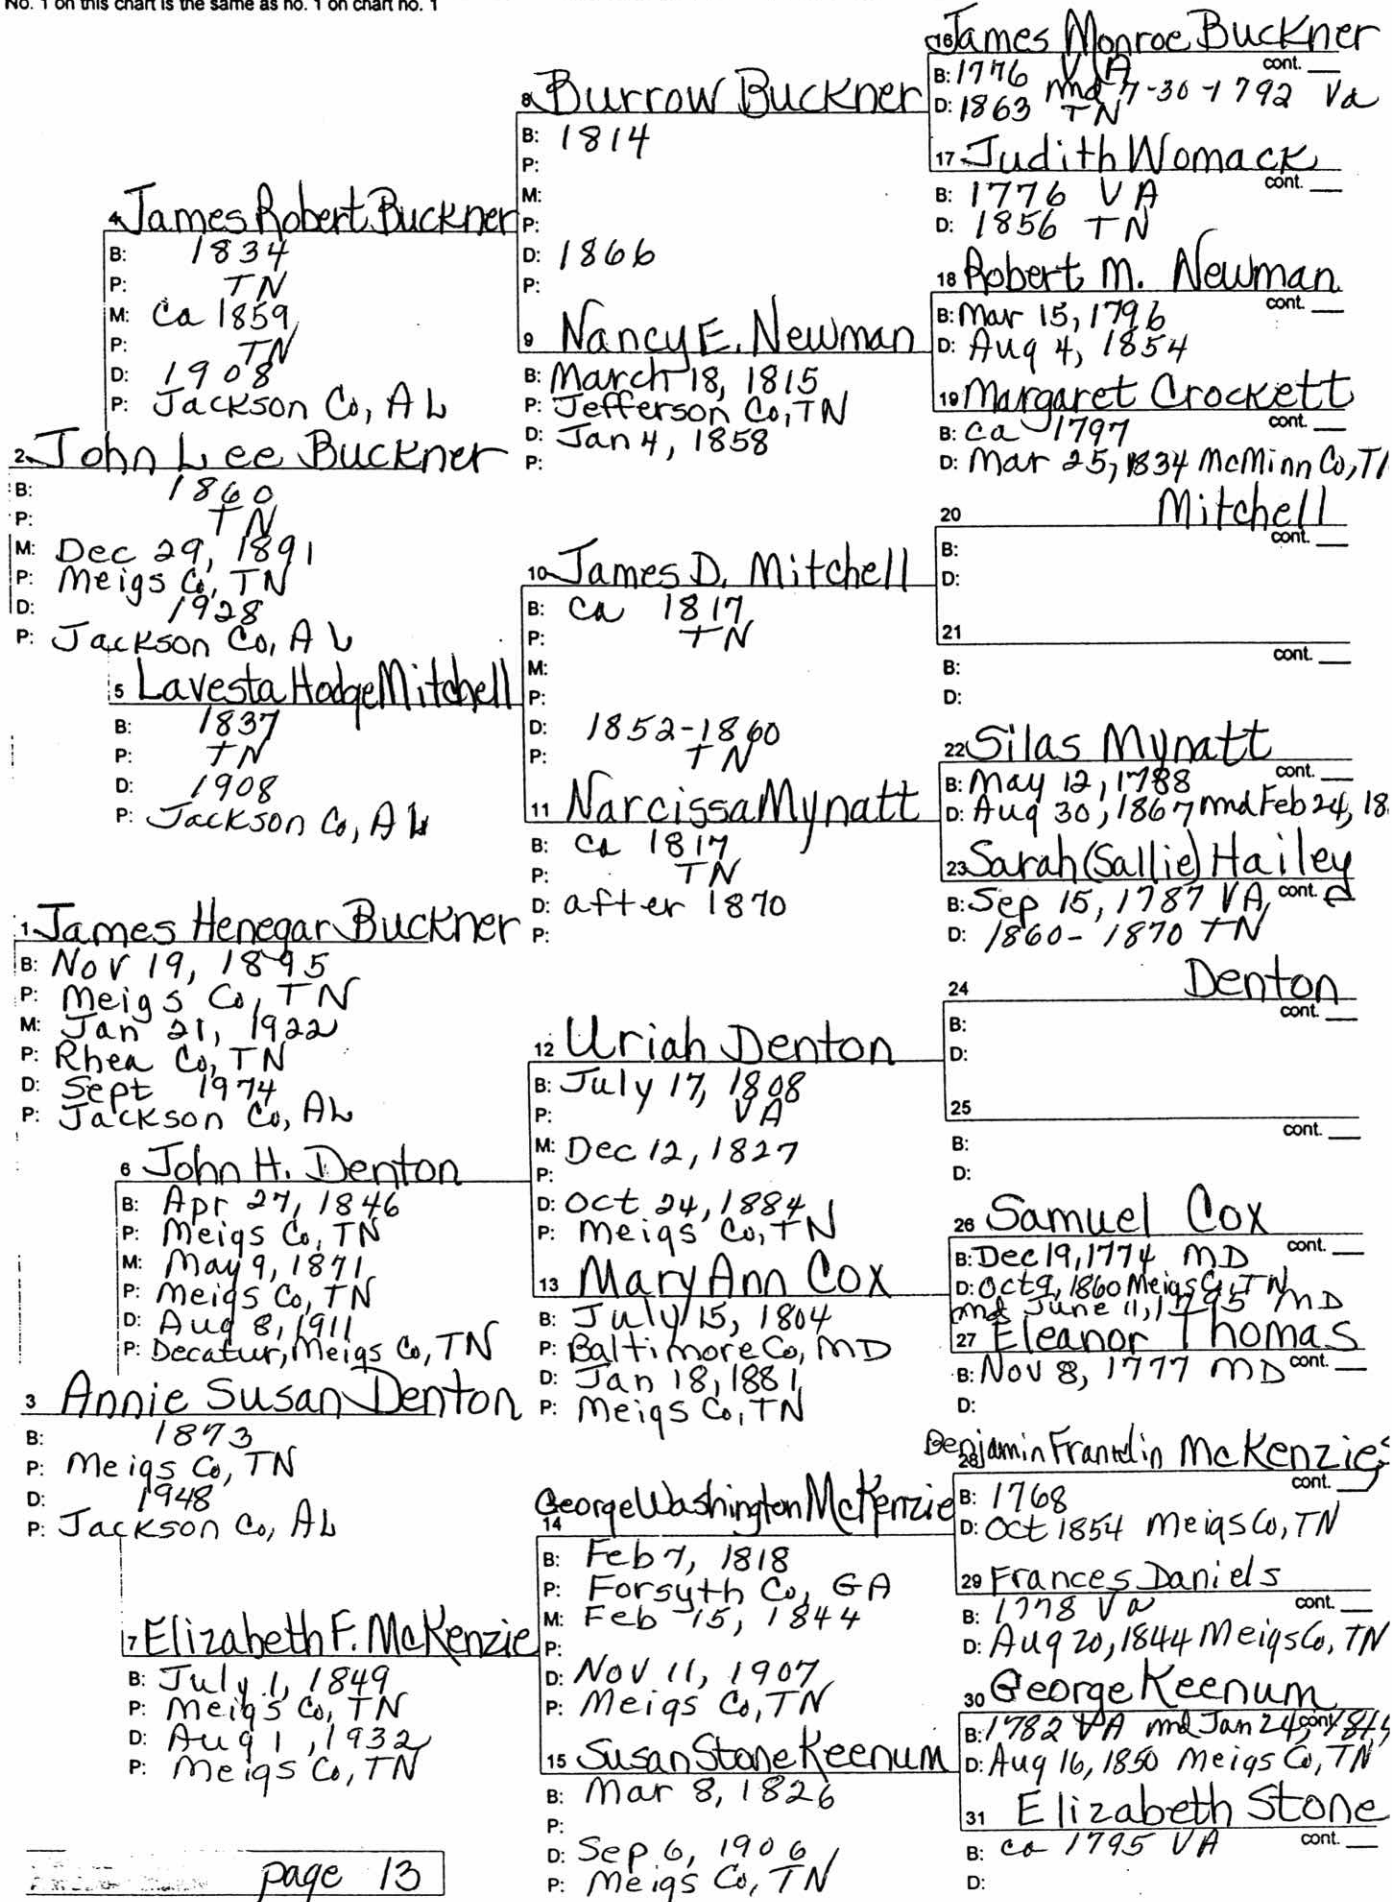 No. 1 on this chart is the same as no. 1 on chart no. 1
16 James Monroe Buckner
cont.
B: 1776 VA
md 7-30-1792 Va
D: 1863 TN
8 Burrow Buckner
B: 1814
P:
M:
P:
D: 1866
P:
17 Judith Womack
cont.
B: 1776 VA
D: 1856 TN
4 James Robert Buckner
B: 1834
P: TN
M: Ca 1859
P: TN
D: 1908
P: Jackson Co, AL
18 Robert M. Newman
cont.
B: Mar 15, 1796
D: Aug 4, 1854
9 Nancy E. Newman
B: March 18, 1815
P: Jefferson Co, TN
D: Jan 4, 1858
P:
19 Margaret Crockett
cont.
B: ca 1797
D: Mar 25, 1834 McMinn Co, T
2 John Lee Buckner
B: 1860
P: TN
M: Dec 29, 1891
P: Meigs Co, TN
D: 1928
P: Jackson Co, AL
20 Mitchell
cont.
B:
D:
10 James D. Mitchell
B: Ca 1817
P: TN
M:
P:
D: 1852-1860
P: TN
21
cont.
B:
D:
5 Lavesta Hodge Mitchell
B: 1837
P: TN
D: 1908
P: Jackson Co, AL
22 Silas Mynatt
cont.
B: May 12, 1788
D: Aug 30, 1867 md Feb 24, 18
11 Narcissa Mynatt
B: Ca 1817
P: TN
D: after 1870
P:
23 Sarah (Sallie) Hailey
cont.
B: Sep 15, 1787 VA
D: 1860-1870 TN
1 James Henegar Buckner
B: Nov 19, 1895
P: Meigs Co, TN
M: Jan 21, 1922
P: Rhea Co, TN
D: Sept 1974
P: Jackson Co, AL
24 Denton
cont.
B:
D:
12 Uriah Denton
B: July 17, 1808
P: VA
M: Dec 12, 1827
P:
D: Oct 24, 1884
P: Meigs Co, TN
25
cont.
B:
D:
6 John H. Denton
B: Apr 27, 1846
P: Meigs Co, TN
M: May 9, 1871
P: Meigs Co, TN
D: Aug 8, 1911
P: Decatur, Meigs Co, TN
26 Samuel Cox
cont.
B: Dec 19, 1774 MD
D: Oct 9, 1860 Meigs Co, TN
md June 11, 1795 MD
13 Mary Ann Cox
B: July 15, 1804
P: Baltimore Co, MD
D: Jan 18, 1881
P: Meigs Co, TN
27 Eleanor Thomas
cont.
B: Nov 8, 1777 MD
D:
3 Annie Susan Denton
B: 1873
P: Meigs Co, TN
D: 1948
P: Jackson Co, AL
28 Benjamin Franklin McKenzie
cont.
B: 1768
D: Oct 1854 Meigs Co, TN
14 George Washington McKenzie
B: Feb 7, 1818
P: Forsyth Co, GA
M: Feb 15, 1844
P:
D: Nov 11, 1907
P: Meigs Co, TN
29 Frances Daniels
cont.
B: 1778 Va
D: Aug 20, 1844 Meigs Co, TN
7 Elizabeth F. McKenzie
B: July 1, 1849
P: Meigs Co, TN
D: Aug 1, 1932
P: Meigs Co, TN
30 George Keenum
cont.
B: 1782 VA md Jan 24,
D: Aug 16, 1850 Meigs Co, TN
15 Susan Stone Keenum
B: Mar 8, 1826
P:
D: Sep 6, 1906
P: Meigs Co, TN
31 Elizabeth Stone
cont.
B: ca 1795 VA
D:
page 13